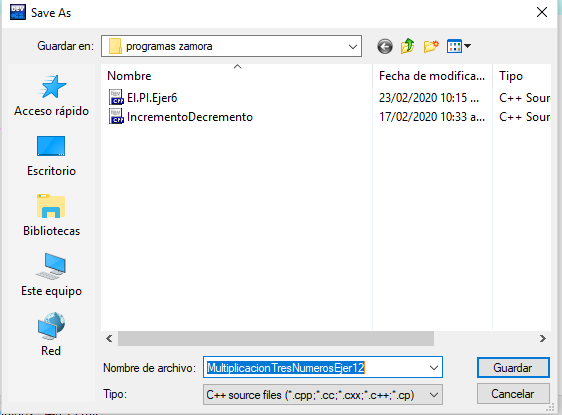 Save As
Guardar en:
programas zamora
Nombre
Fecha de modifica...
Tipo
El.Pl.Ejer6
23/02/2020 10:15 ...
C++ Sour
IncrementoDecremento
17/02/2020 10:33 a...
C++ Sour
Acceso rápido
Escritorio
Bibliotecas
Este equipo
Red
Nombre de archivo:
MultiplicacionTresNumerosEjer12
Guardar
Tipo:
C++ source files (*.cpp;*.cc;*.cxx;*.c++;*.cp)
Cancelar